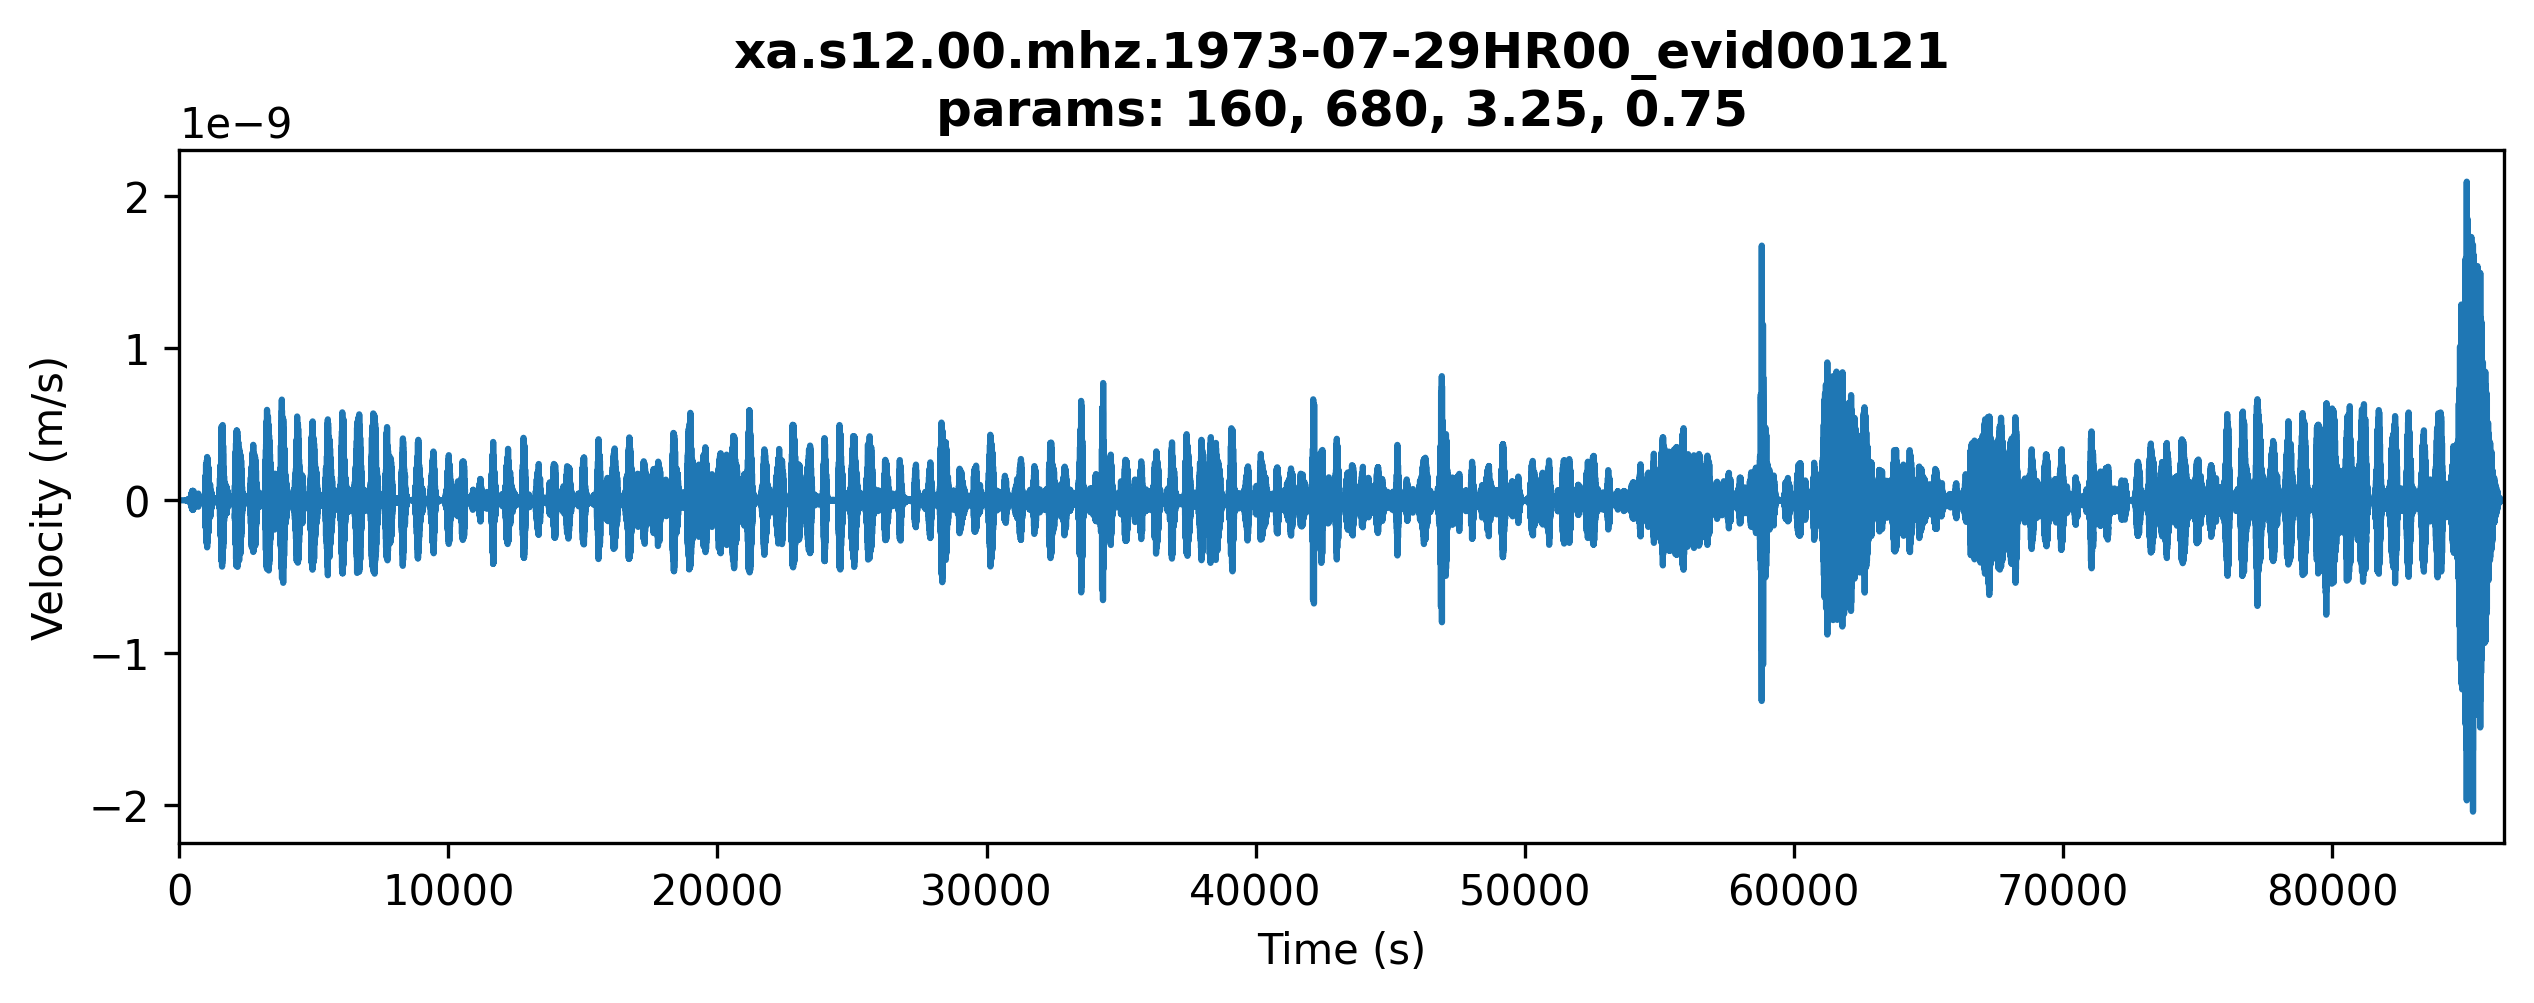 xa.s12.00.mhz.1973-07-29HR00_evid00121
params: 160, 680, 3.25, 0.75
1e−9
2
1
0
−1
−2
Velocity (m/s)
0 10000 20000 30000 40000 50000 60000 70000 80000
Time (s)